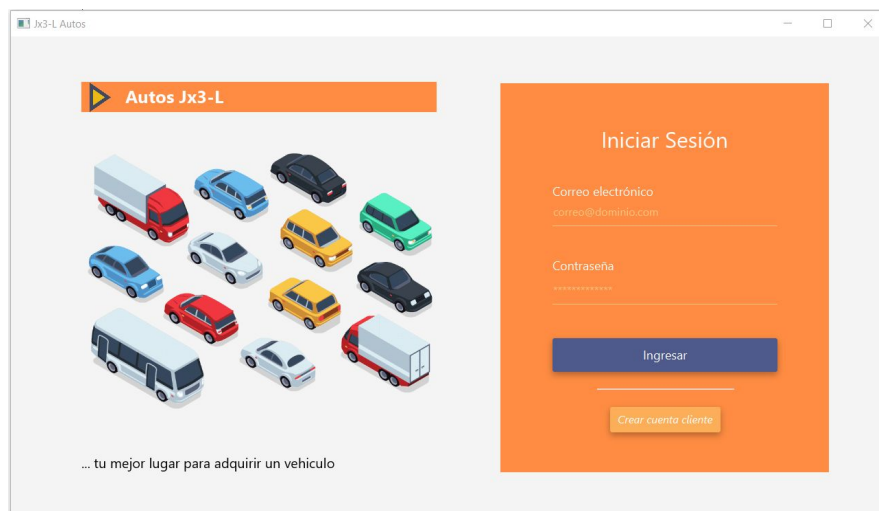 Jx3-L Autos
Autos Jx3-L
Iniciar Sesión
Correo electrónico
correo@dominio.com
Contraseña
*************
Ingresar
Crear cuenta cliente
... tu mejor lugar para adquirir un vehiculo